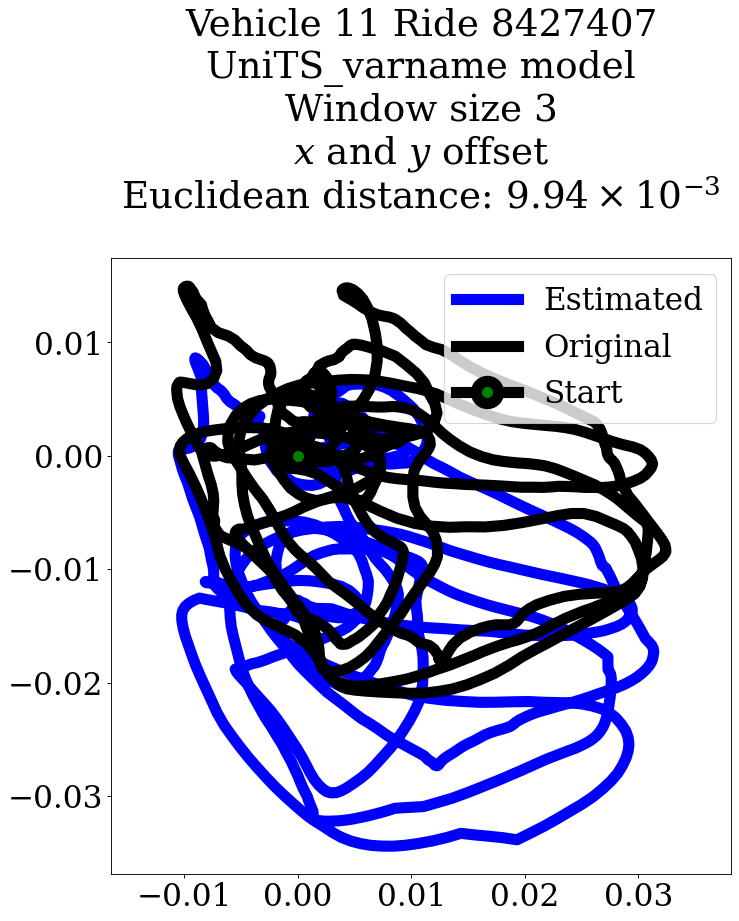 Vehicle 11 Ride 8427407
UniTS_varname model
Window size 3
x and y offset
Euclidean distance: 9.94 × 10⁻³
Estimated
Original
Start
0.01
0.00
−0.01
−0.02
−0.03
−0.01 0.00 0.01 0.02 0.03